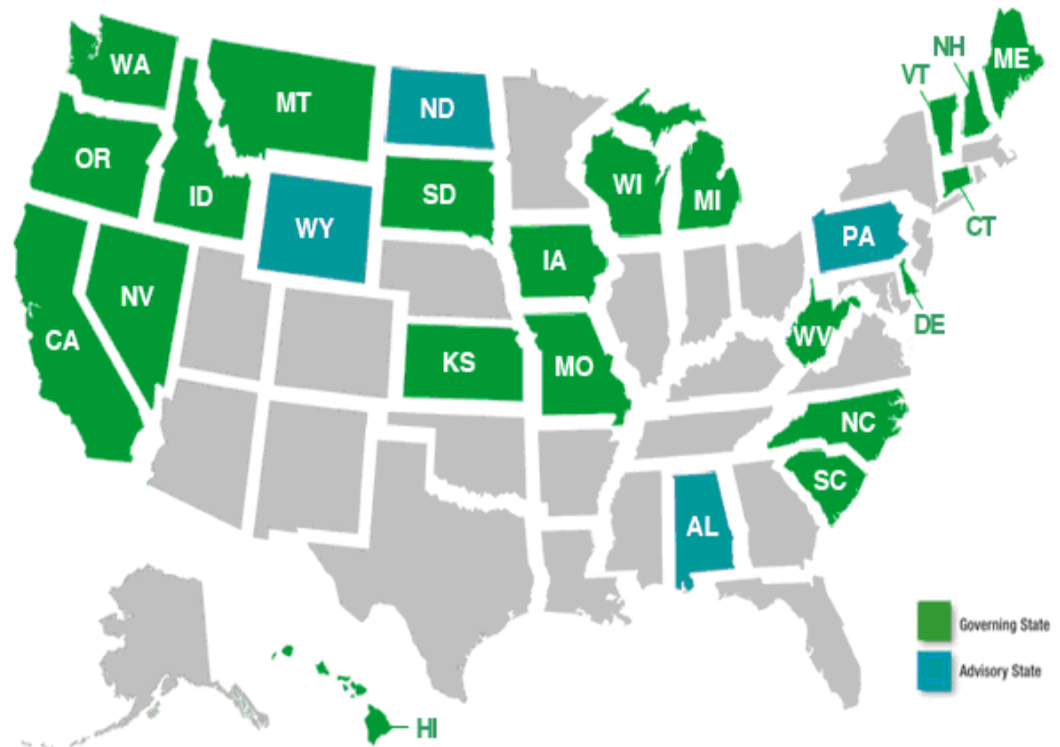 WA
MT
ND
OR
ID
WY
SD
WI
MI
NH
VT
ME
CT
PA
DE
IA
NV
CA
KS
MO
WV
NC
SC
AL
HI
Governing State
Advisory State